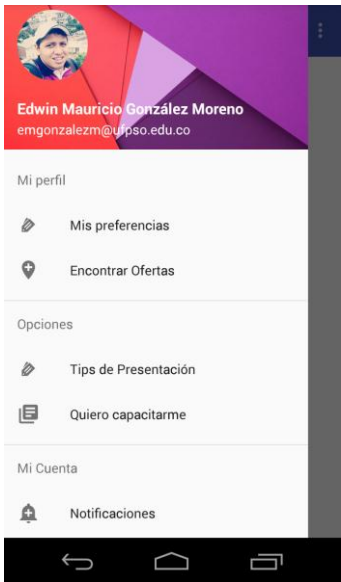 Edwin Mauricio González Moreno
emgonzalezm@ufpso.edu.co
Mi perfil
Mis preferencias
Encontrar Ofertas
Opciones
Tips de Presentación
Quiero capacitarme
Mi Cuenta
Notificaciones